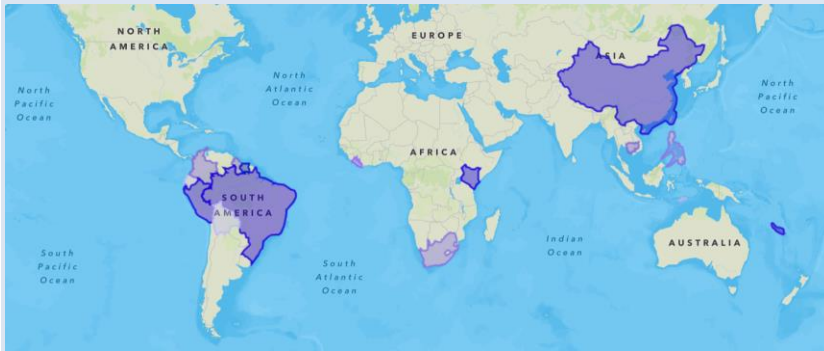 NORTH
AMERICA
EUROPE
ASIA
North
Pacific
Ocean
North
Atlantic
Ocean
North
Pacific
Ocean
AFRICA
SOUTH
AMERICA
South
Pacific
Ocean
South
Atlantic
Ocean
Indian
Ocean
AUSTRALIA